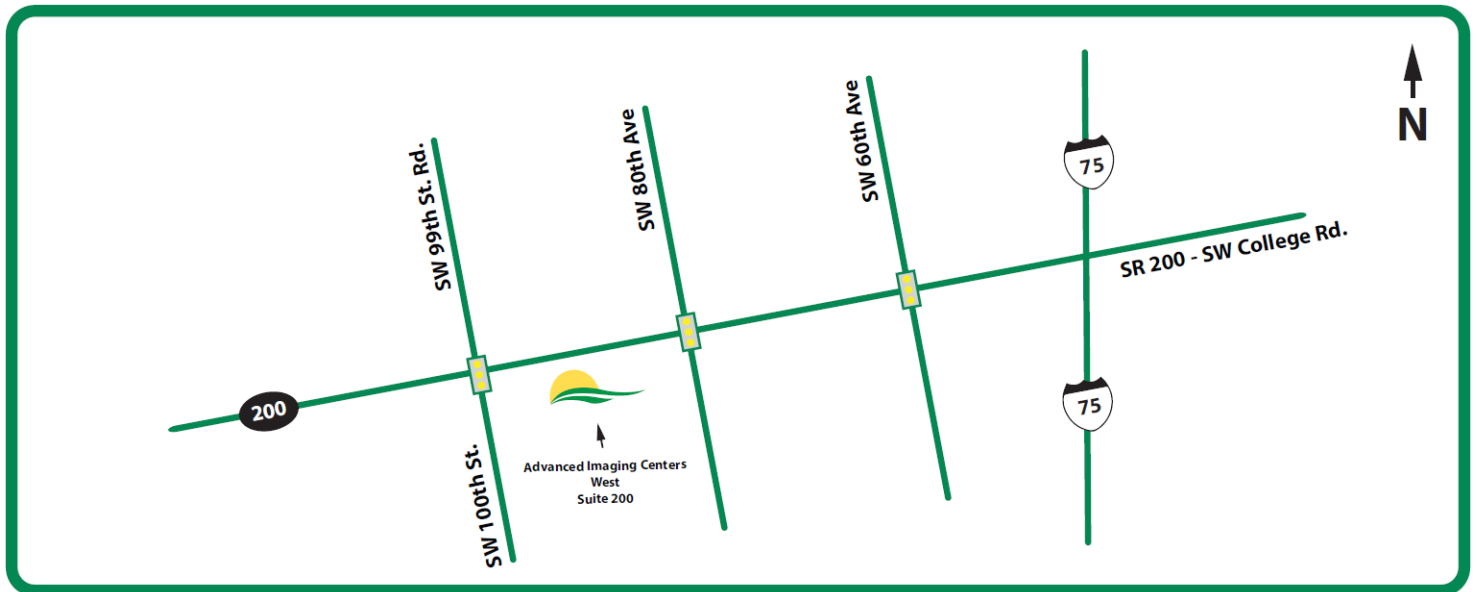 SW 99th St. Rd.
SW 80th Ave
SW 60th Ave
75
N
SR 200 - SW College Rd.
200
75
SW 100th St.
Advanced Imaging Centers
West
Suite 200